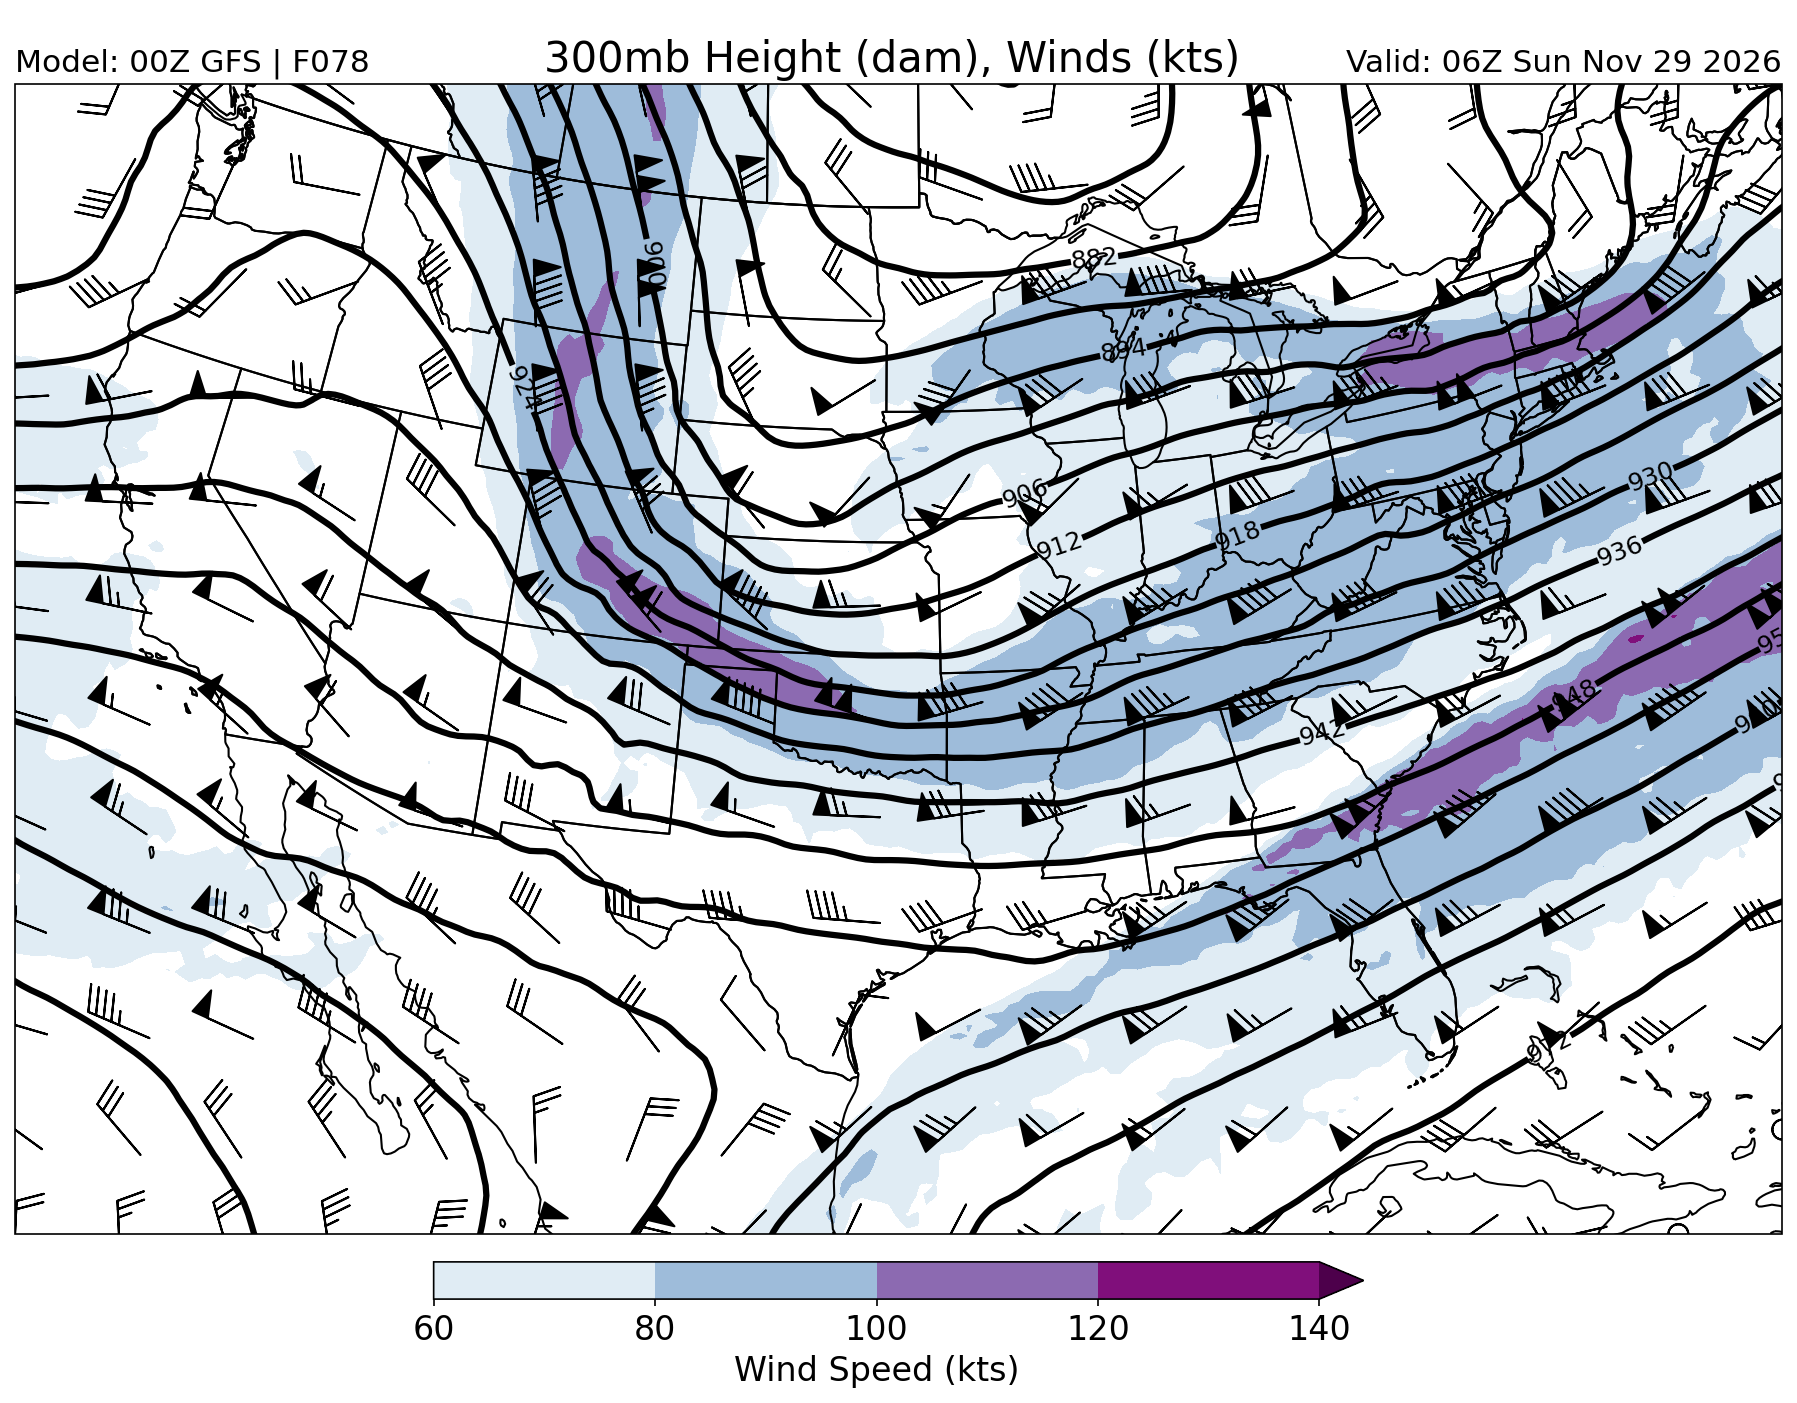 Model: 00Z GFS | F078
300mb Height (dam), Winds (kts)
Valid: 06Z Sun Nov 29 2026
882
900
894
924
906
930
912
918
936
948
942
60 80 100 120 140
Wind Speed (kts)